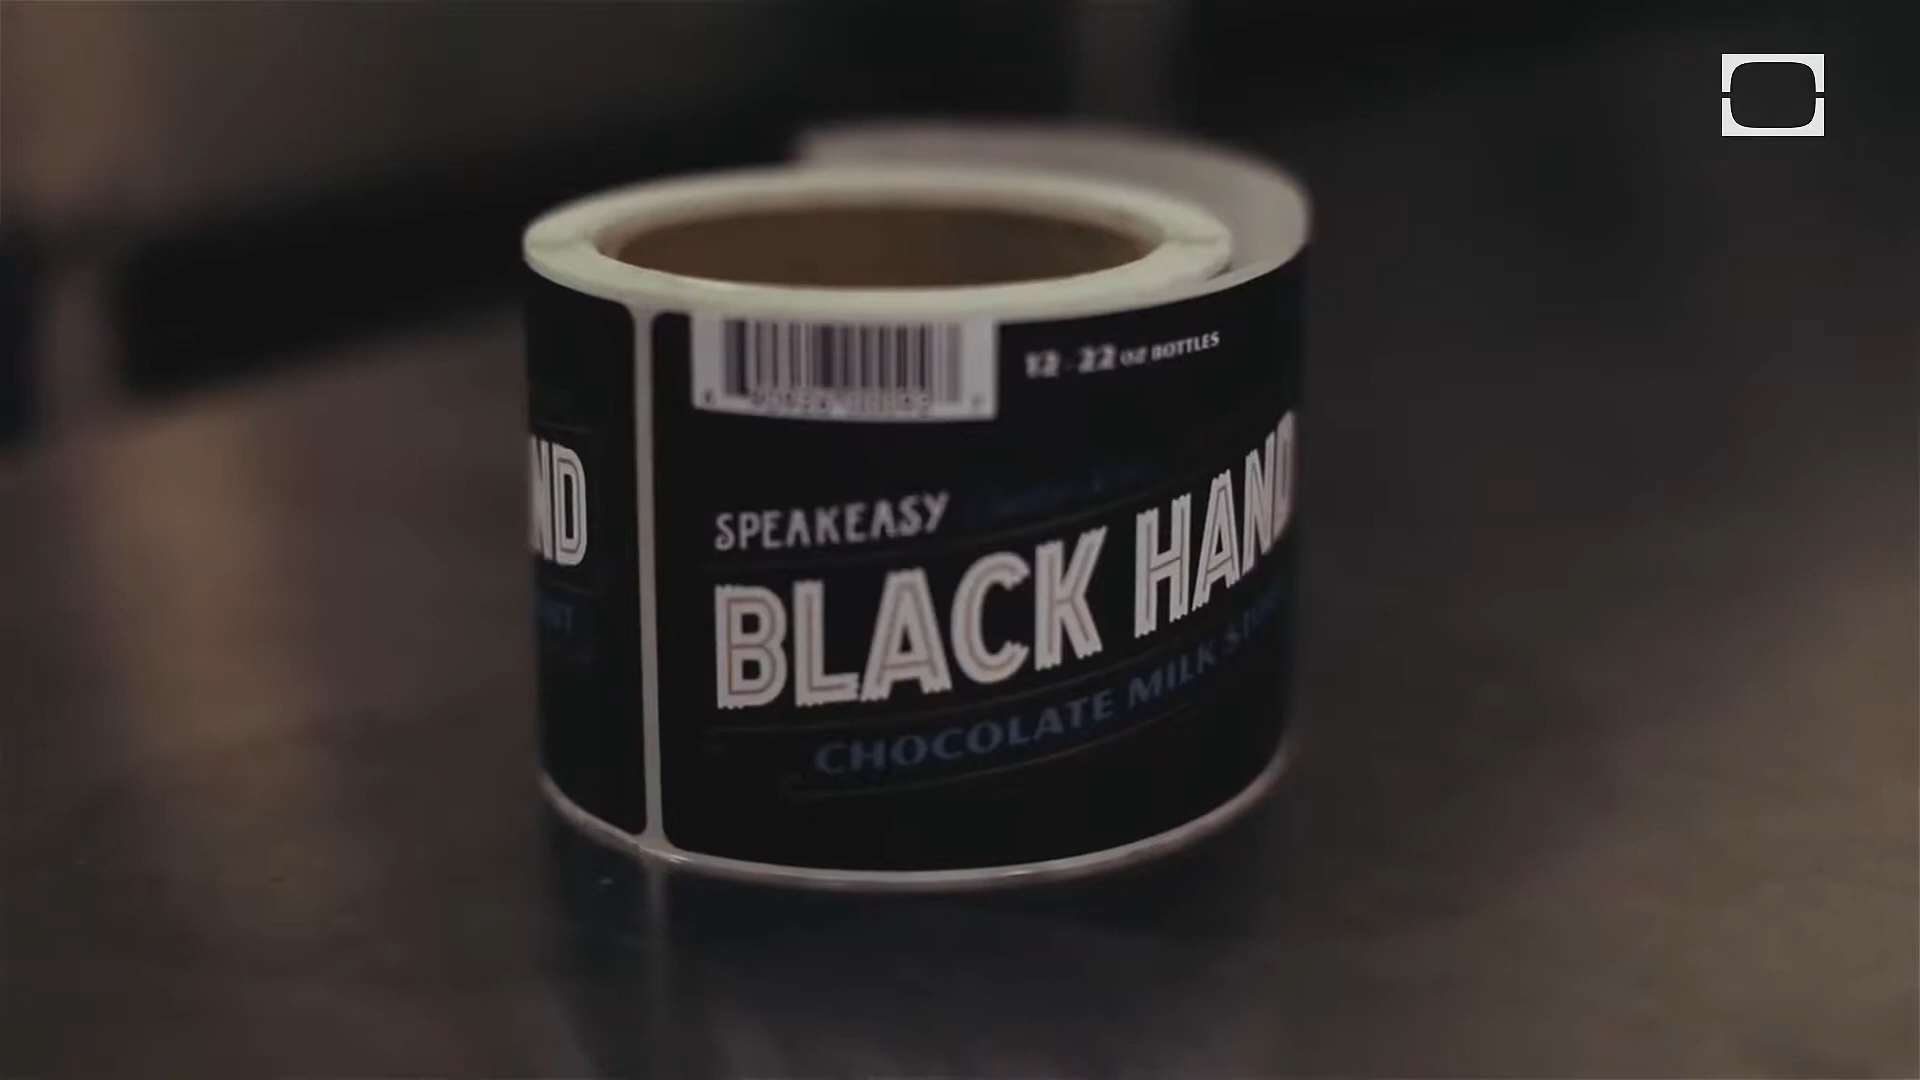 12 - 22 OZ BOTTLES
SPEAKEASY
ND BLACK HAND
CHOCOLATE MILK